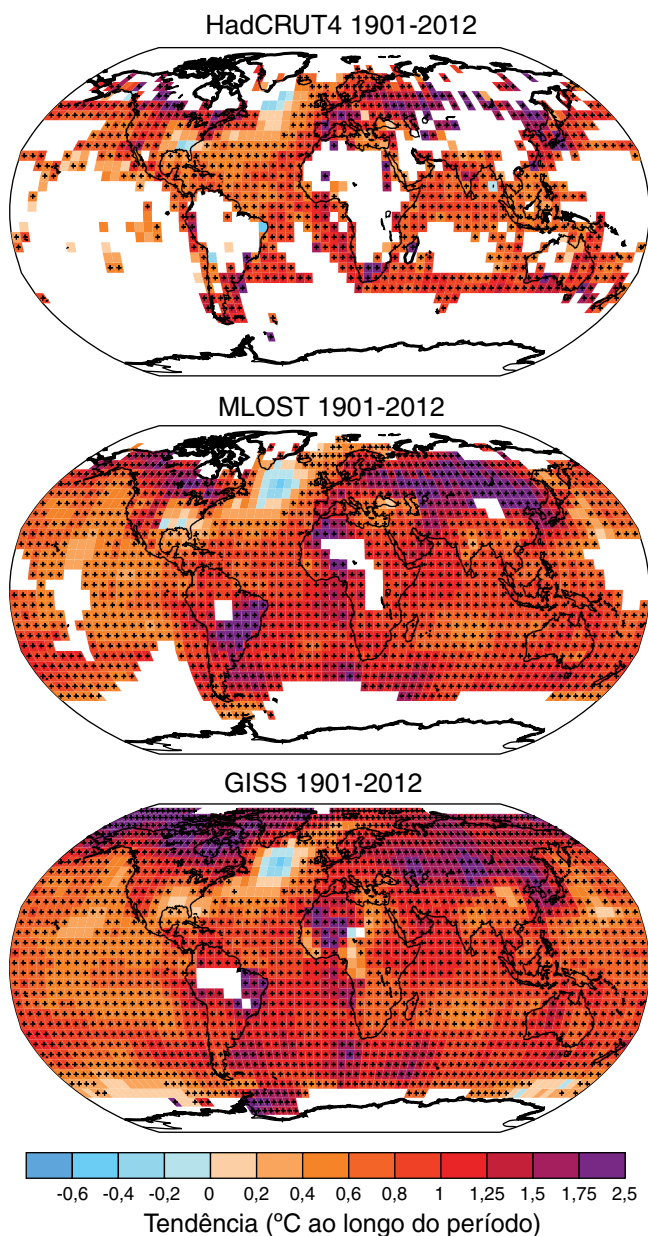 HadCRUT4 1901-2012
MLOST 1901-2012
GISS 1901-2012
-0,6 -0,4 -0,2 0 0,2 0,4 0,6 0,8 1 1,25 1,5 1,75 2,5
Tendência (ºC ao longo do período)